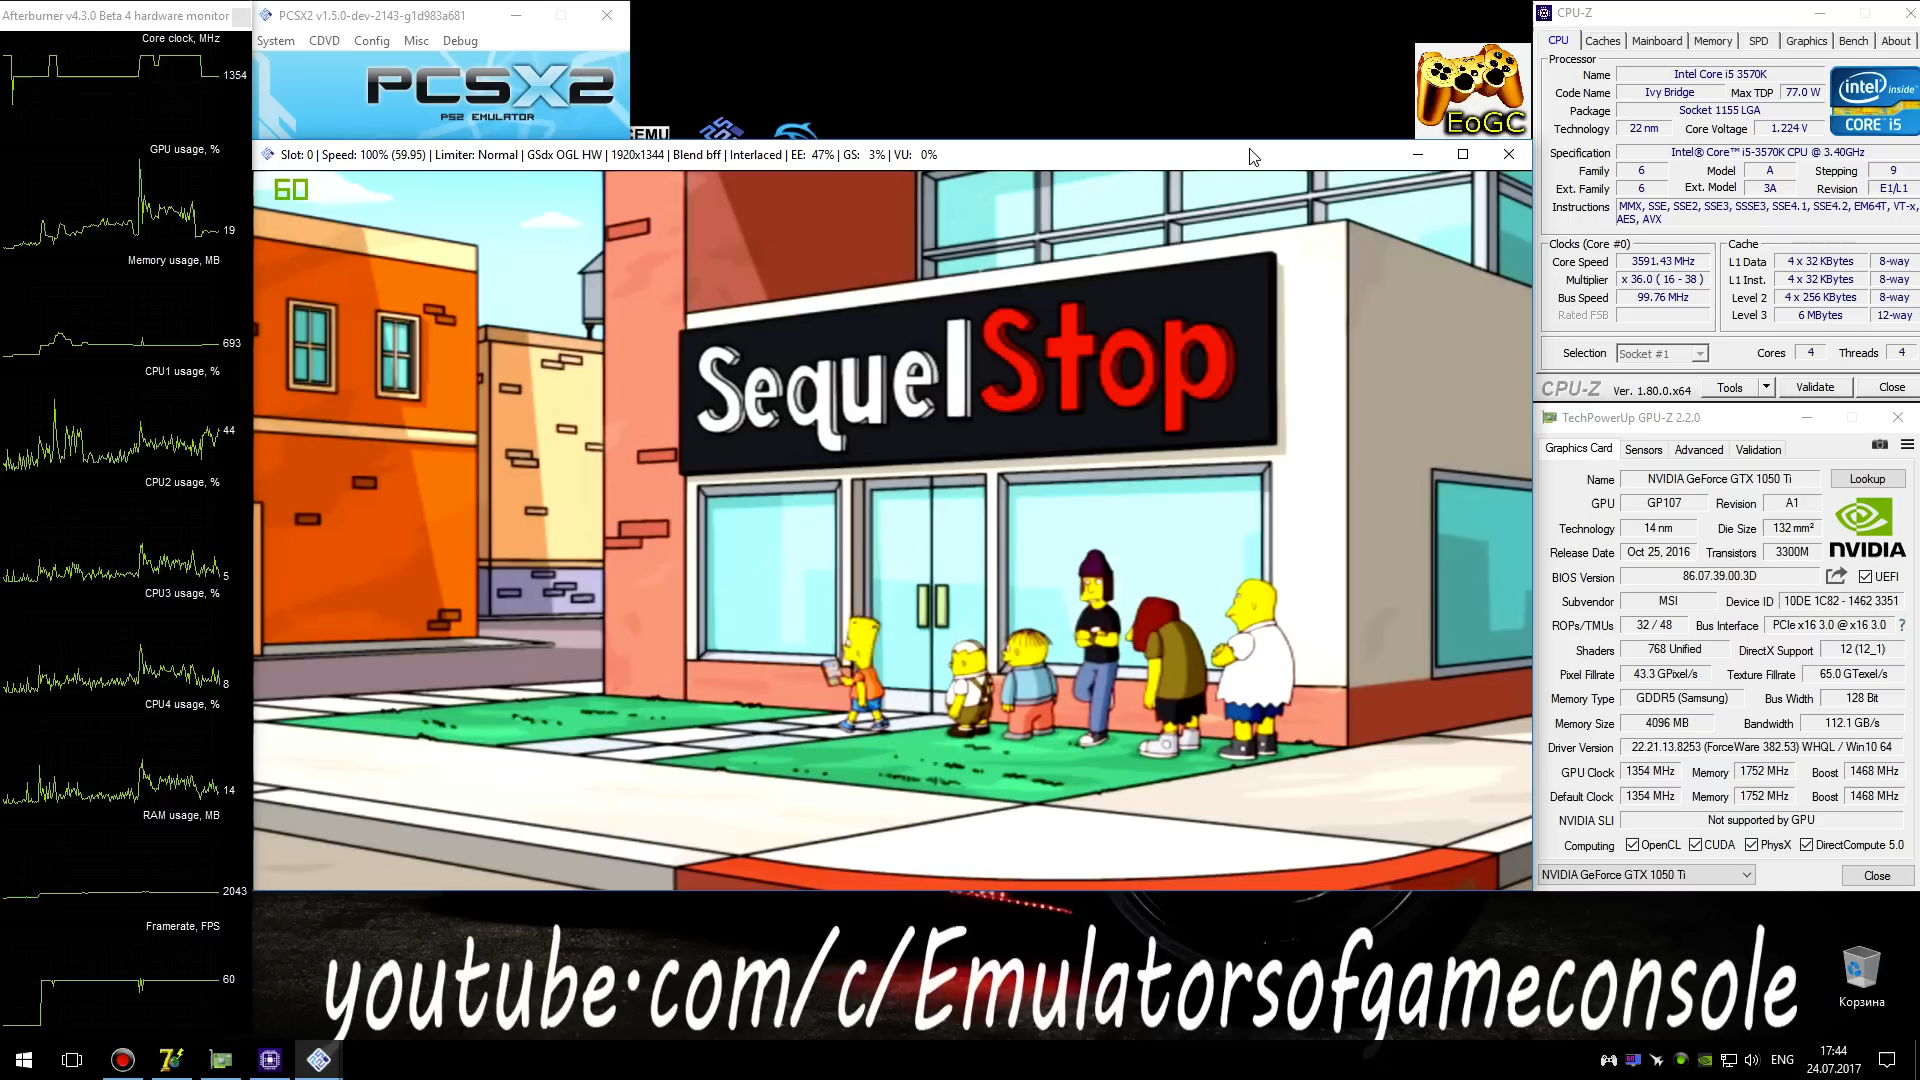 Afterburner v4.3.0 Beta 4 hardware monitor
Core clock, MHz
1354
GPU usage, %
19
Memory usage, MB
693
CPU1 usage, %
44
CPU2 usage, %
5
CPU3 usage, %
8
CPU4 usage, %
14
RAM usage, MB
2043
Framerate, FPS
60
PCSX2 v1.5.0-dev-2143-g1d983a681
System CDVD Config Misc Debug
PCSX2
PS2 EMULATOR
CEMU
EoGC
Slot: 0 | Speed: 100% (59.95) | Limiter: Normal | GSdx OGL HW | 1920x1344 | Blend bff | Interlaced | EE: 47% | GS: 3% | VU: 0%
60
SequelStop
CPU-Z
CPU Caches Mainboard Memory SPD Graphics Bench About
Processor
Name Intel Core i5 3570K
Code Name Ivy Bridge Max TDP 77.0 W
Package Socket 1155 LGA
Technology 22 nm Core Voltage 1.224 V
intel inside™
CORE i5
Specification Intel® Core™ i5-3570K CPU @ 3.40GHz
Family 6 Model A Stepping 9
Ext. Family 6 Ext. Model 3A Revision E1/L1
Instructions MMX, SSE, SSE2, SSE3, SSSE3, SSE4.1, SSE4.2, EM64T, VT-x,
AES, AVX
Clocks (Core #0)
Core Speed 3591.43 MHz
Multiplier x 36.0 ( 16 - 38 )
Bus Speed 99.76 MHz
Rated FSB
Cache
L1 Data 4 x 32 KBytes 8-way
L1 Inst. 4 x 32 KBytes 8-way
Level 2 4 x 256 KBytes 8-way
Level 3 6 MBytes 12-way
Selection Socket #1 Cores 4 Threads 4
CPU-Z Ver. 1.80.0.x64 Tools Validate Close
TechPowerUp GPU-Z 2.2.0
Graphics Card Sensors Advanced Validation
Name NVIDIA GeForce GTX 1050 Ti Lookup
GPU GP107 Revision A1
Technology 14 nm Die Size 132 mm²
Release Date Oct 25, 2016 Transistors 3300M
NVIDIA
BIOS Version 86.07.39.00.3D UEFI
Subvendor MSI Device ID 10DE 1C82 - 1462 3351
ROPs/TMUs 32 / 48 Bus Interface PCIe x16 3.0 @ x16 3.0 ?
Shaders 768 Unified DirectX Support 12 (12_1)
Pixel Fillrate 43.3 GPixel/s Texture Fillrate 65.0 GTexel/s
Memory Type GDDR5 (Samsung) Bus Width 128 Bit
Memory Size 4096 MB Bandwidth 112.1 GB/s
Driver Version 22.21.13.8253 (ForceWare 382.53) WHQL / Win10 64
GPU Clock 1354 MHz Memory 1752 MHz Boost 1468 MHz
Default Clock 1354 MHz Memory 1752 MHz Boost 1468 MHz
NVIDIA SLI Not supported by GPU
Computing OpenCL CUDA PhysX DirectCompute 5.0
NVIDIA GeForce GTX 1050 Ti Close
youtube.com/c/Emulatorsofgameconsole
Корзина
ENG
17:44
24.07.2017